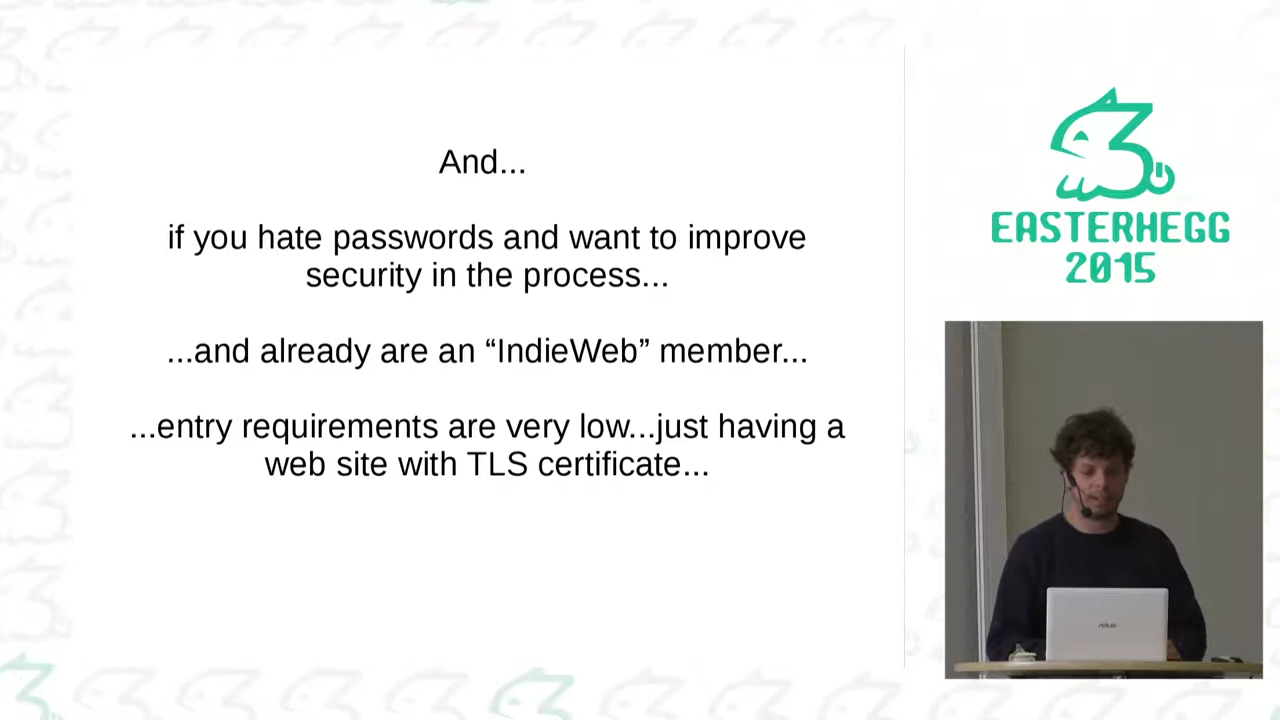 And...
if you hate passwords and want to improve
security in the process...
...and already are an “IndieWeb” member...
...entry requirements are very low...just having a
web site with TLS certificate...
EASTERHEGG
2015
ASUS